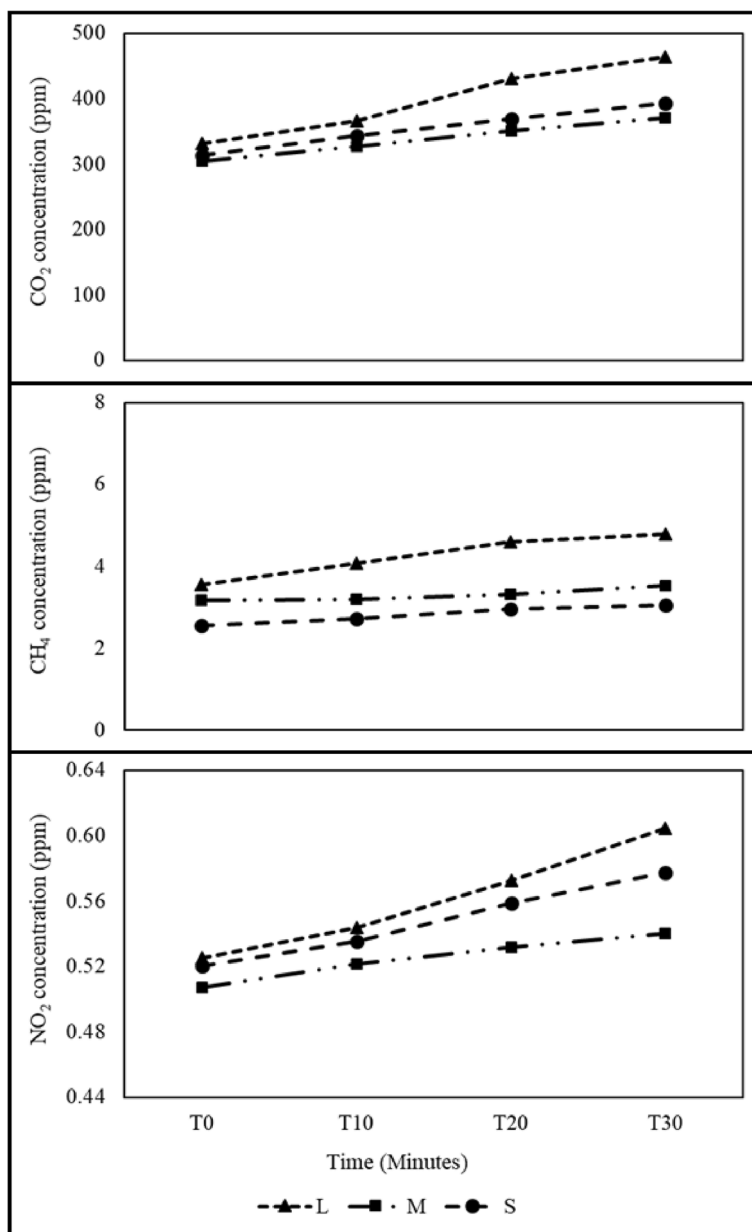 CO₂ concentration (ppm)
500
400
300
200
100
0
CH₄ concentration (ppm)
8
6
4
2
0
NO₂ concentration (ppm)
0.64
0.60
0.56
0.52
0.48
0.44
T0 T10 T20 T30
Time (Minutes)
L M S